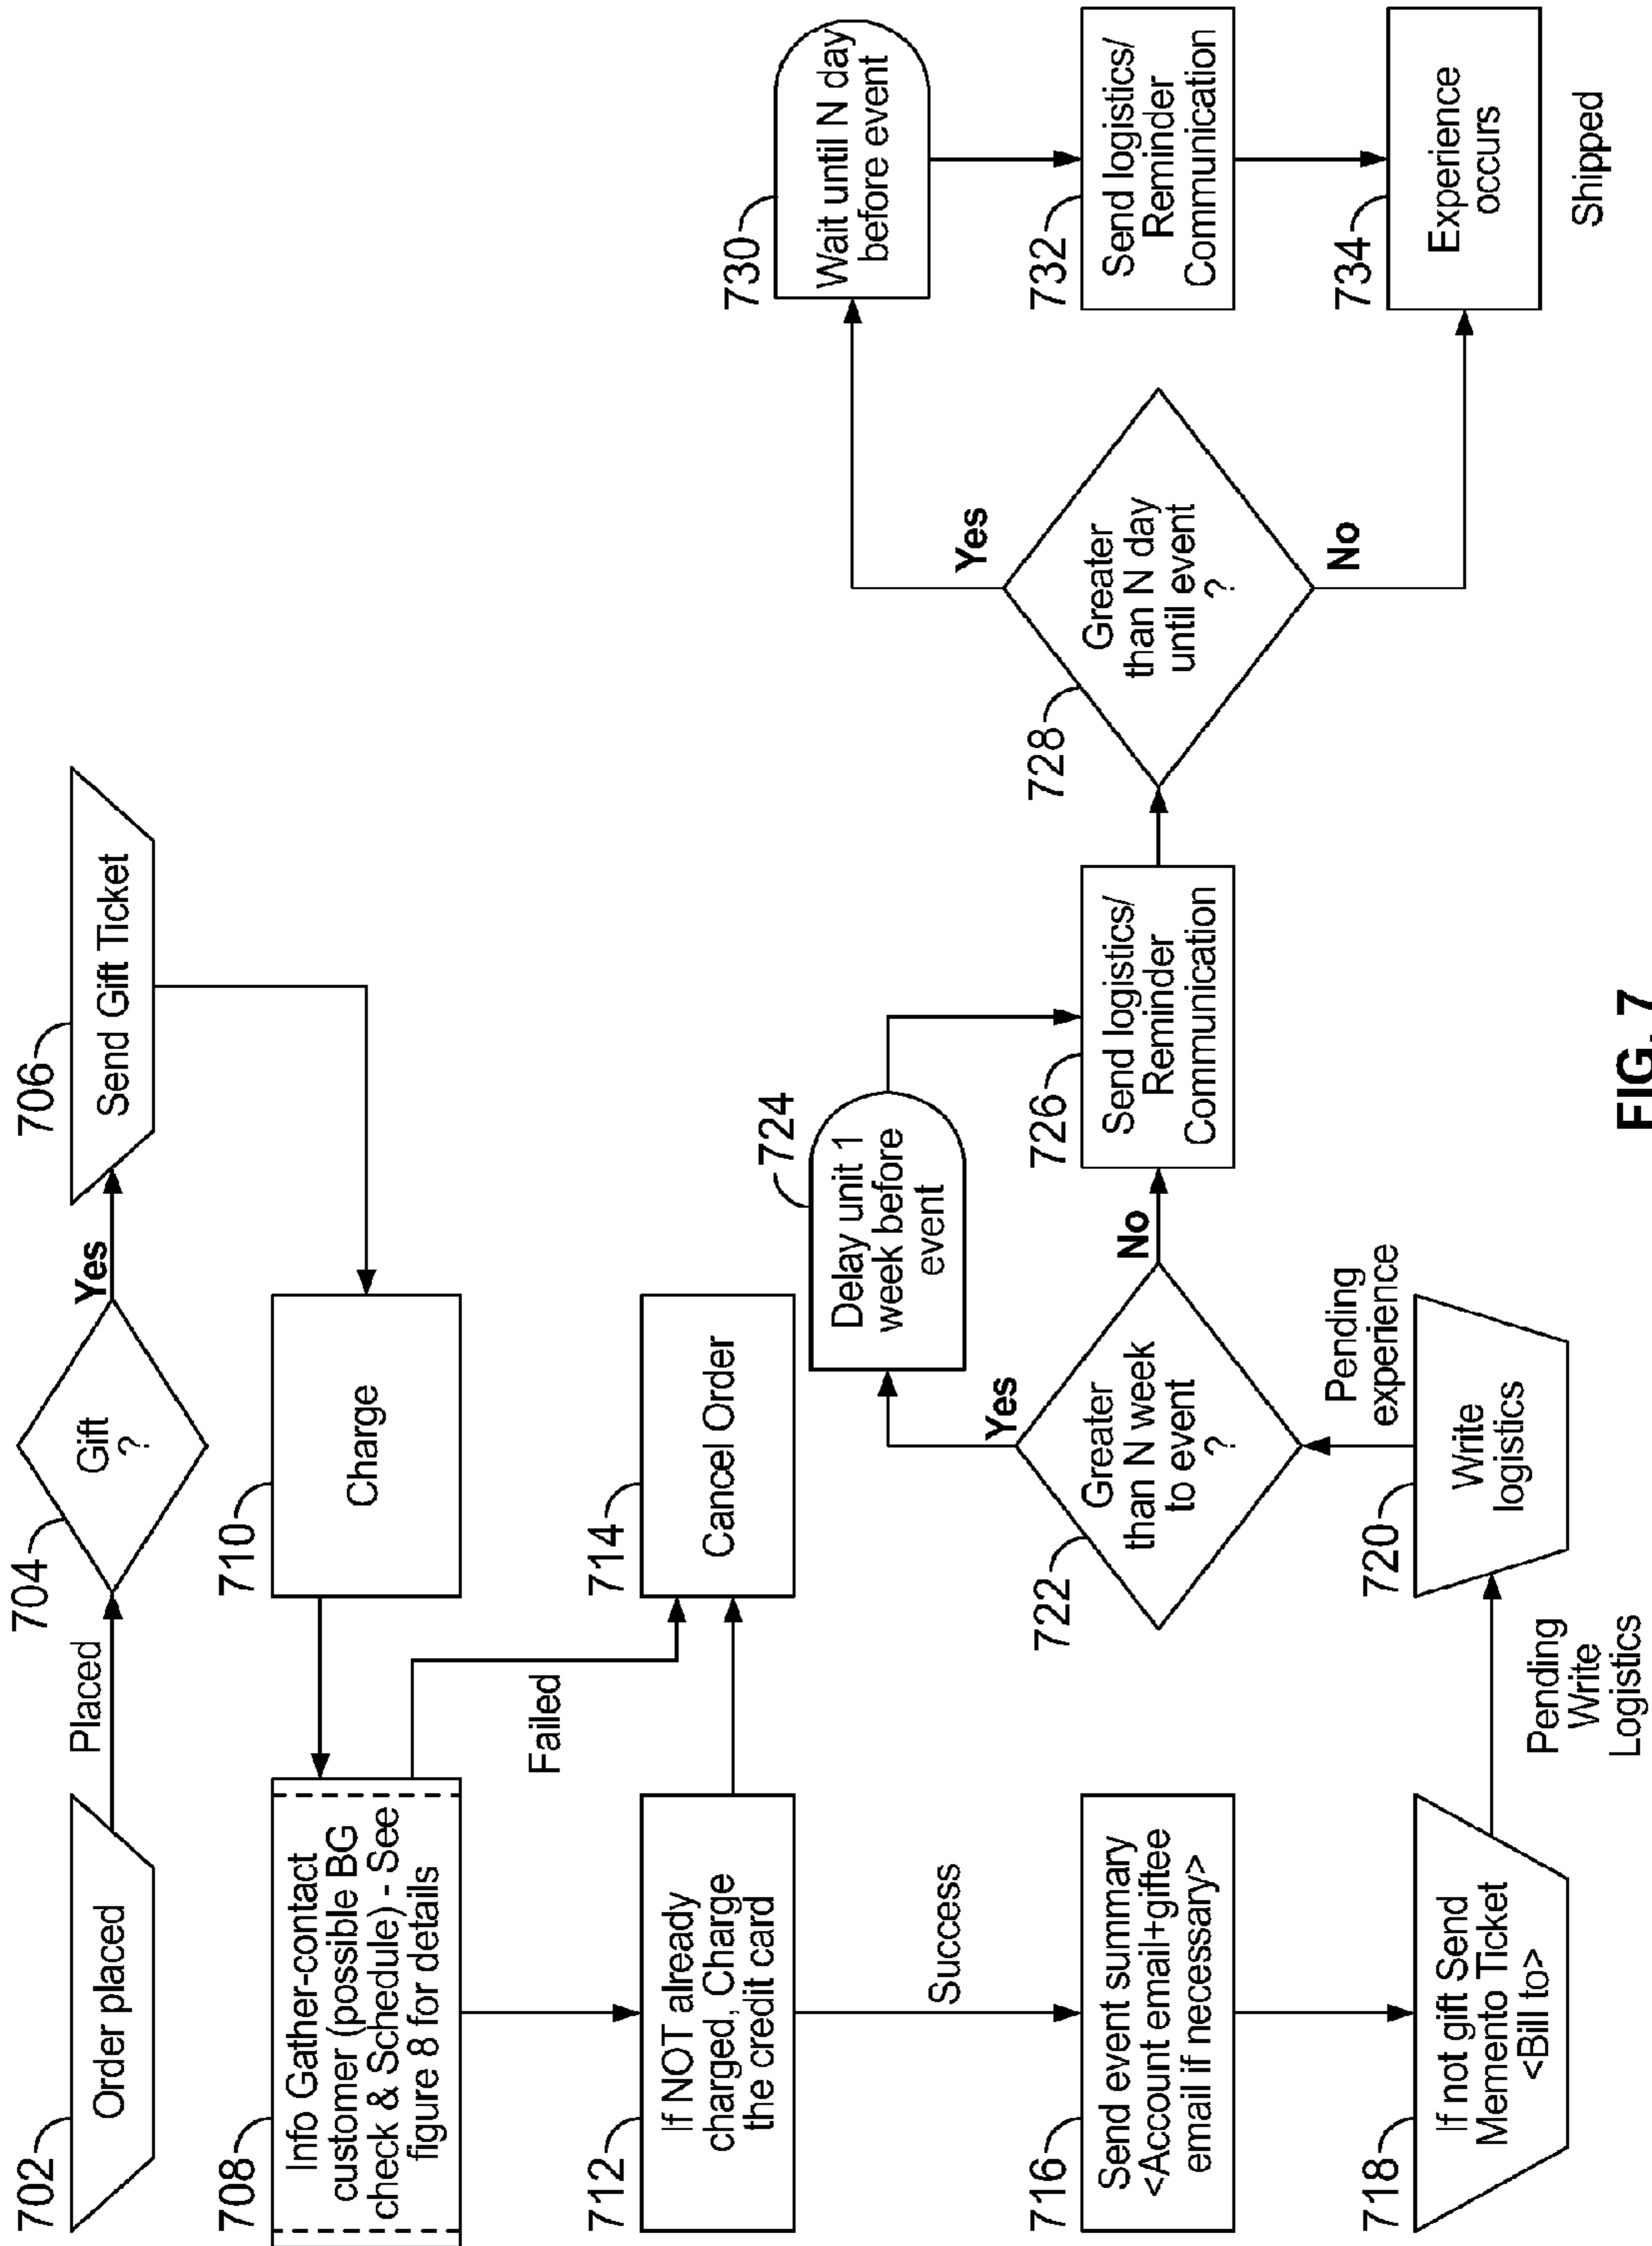 702
Order placed
Placed
704
Gift
?
Yes
706
Send Gift Ticket
708
Info Gather-contact
customer (possible BG
check & Schedule) - See
figure 8 for details
710
Charge
Failed
712
If NOT already
charged, Charge
the credit card
714
Cancel Order
Success
716
Send event summary
<Account email+giftee
email if necessary>
718
If not gift Send
Memento Ticket
<Bill to>
Pending
Write
Logistics
720
Write
logistics
Pending
experience
722
Greater
than N week
to event
?
Yes
No
724
Delay unit 1
week before
event
726
Send logistics/
Reminder
Communication
728
Greater
than N day
until event
?
Yes
No
730
Wait until N day
before event
732
Send logistics/
Reminder
Communication
734
Experience
occurs
Shipped
FIG. 7